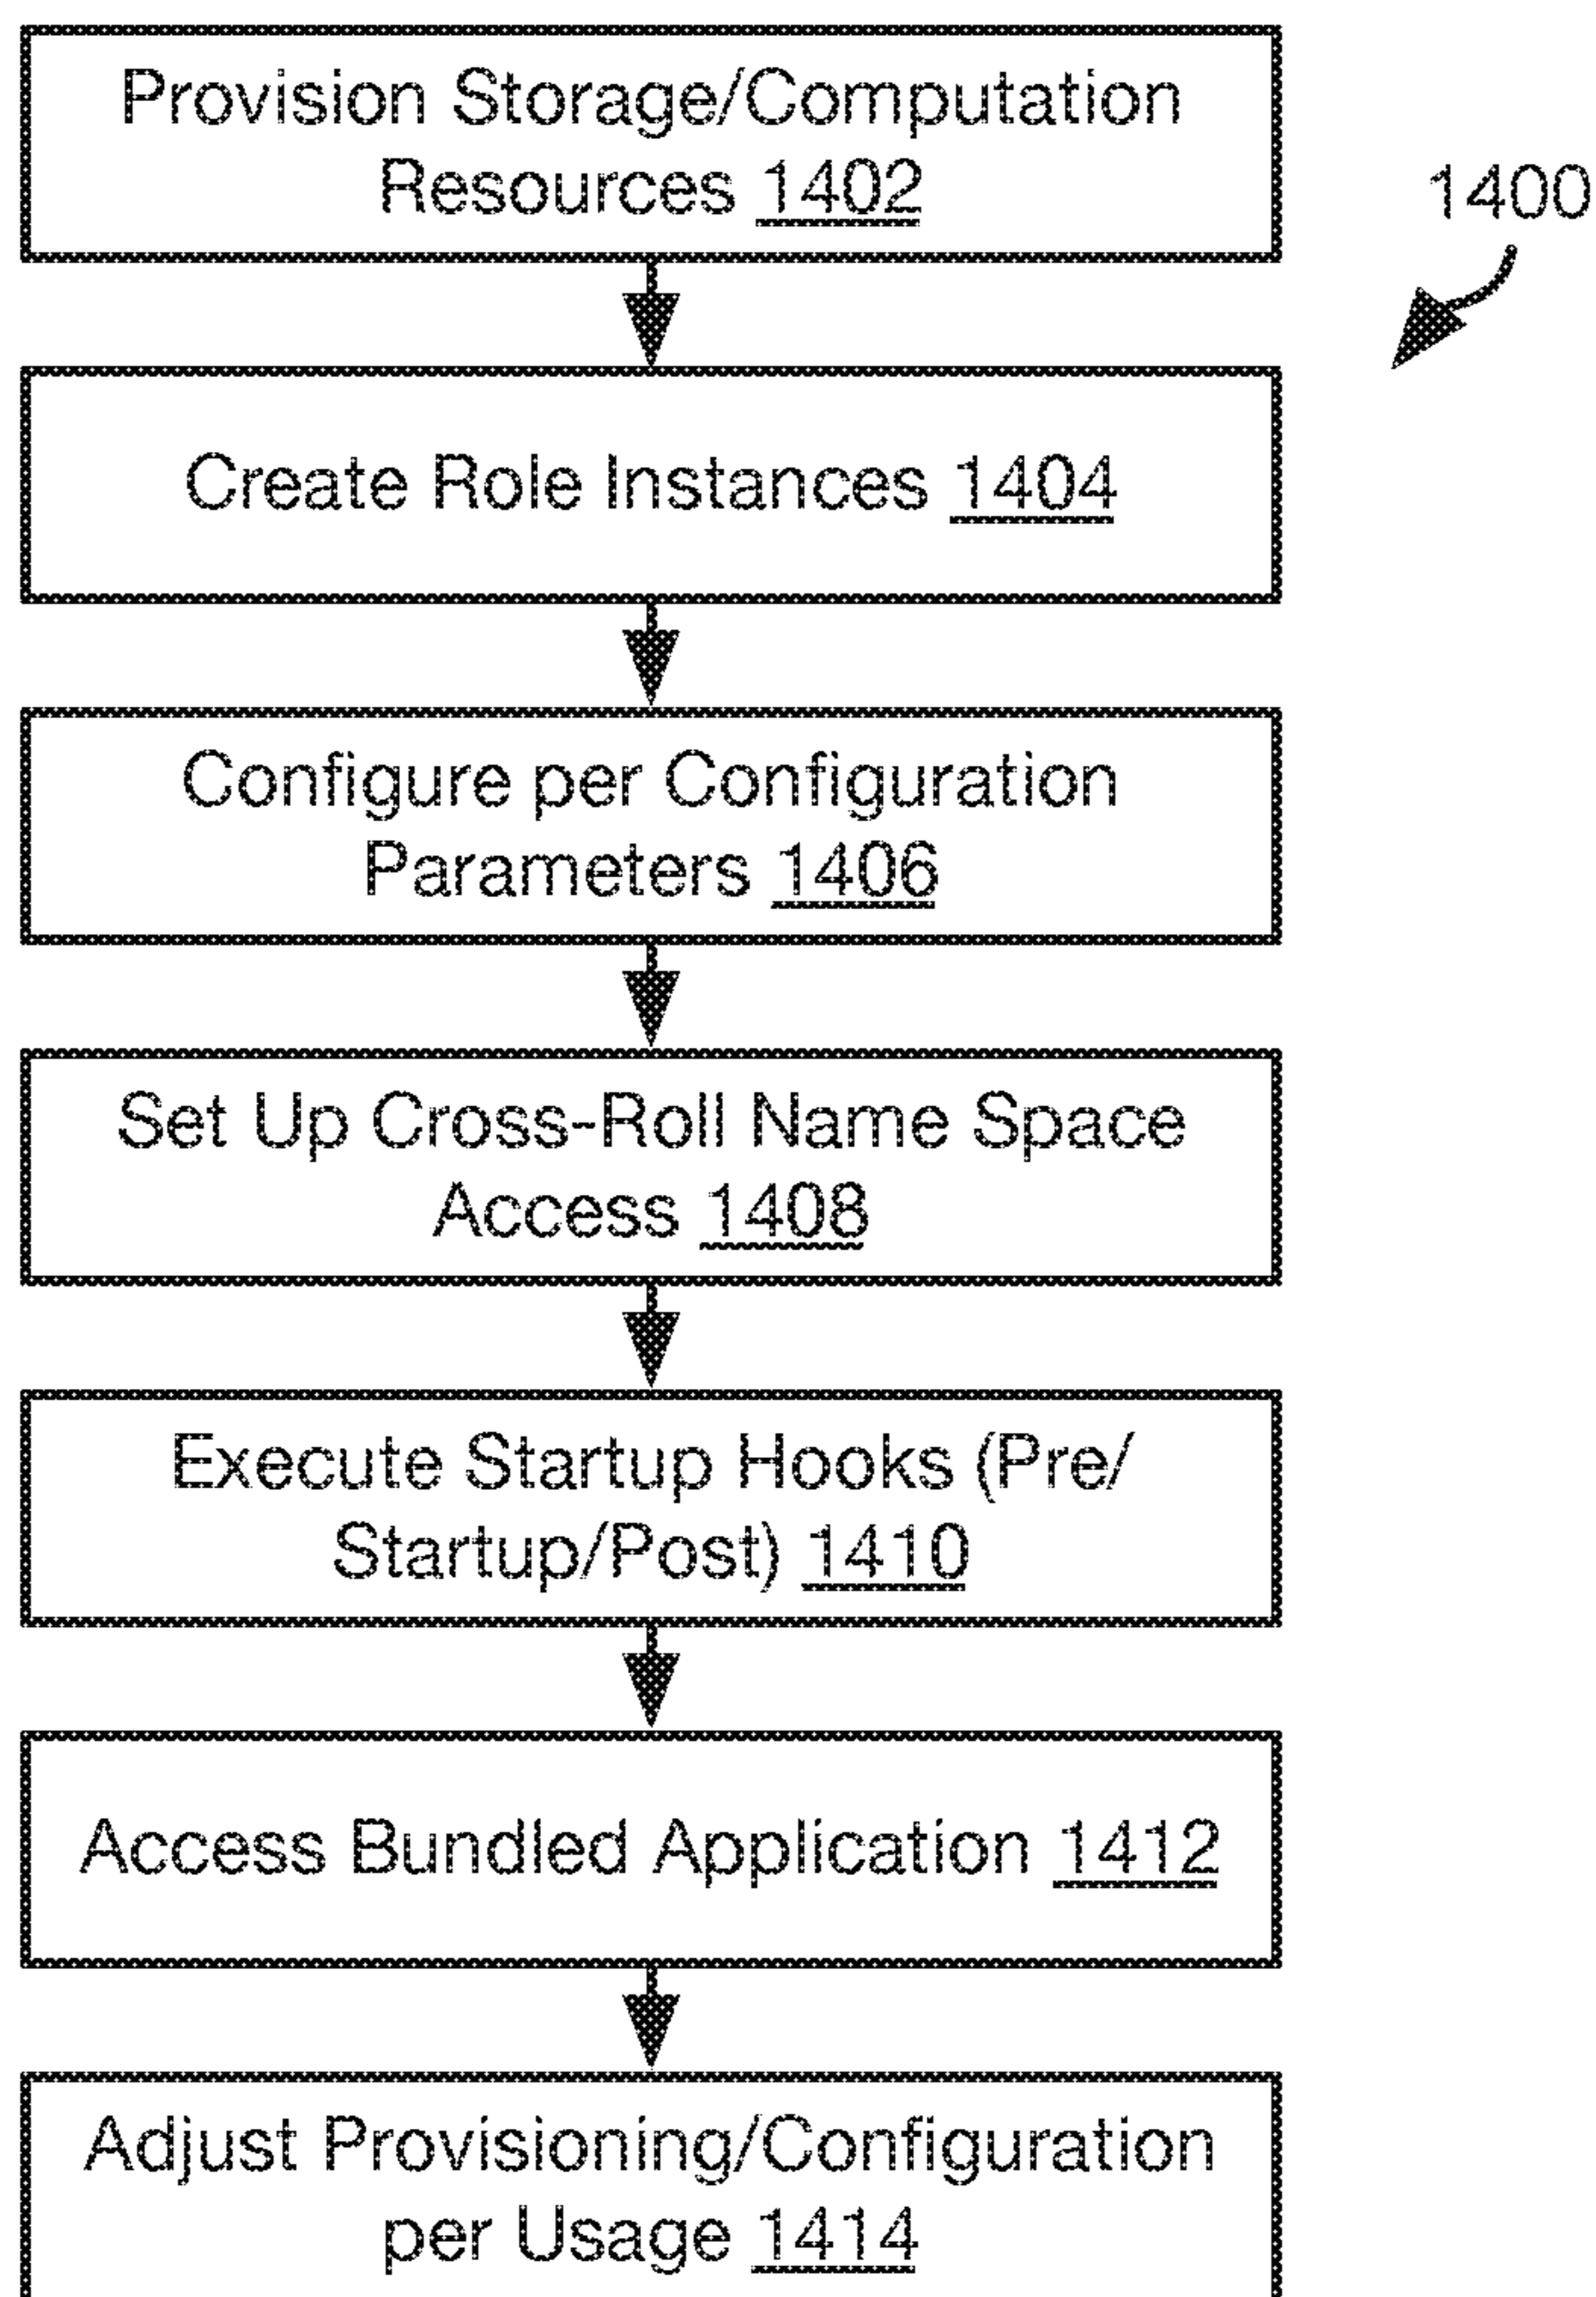 Provision Storage/Computation
Resources 1402
1400
Create Role Instances 1404
Configure per Configuration
Parameters 1406
Set Up Cross-Roll Name Space
Access 1408
Execute Startup Hooks (Pre/
Startup/Post) 1410
Access Bundled Application 1412
Adjust Provisioning/Configuration
per Usage 1414